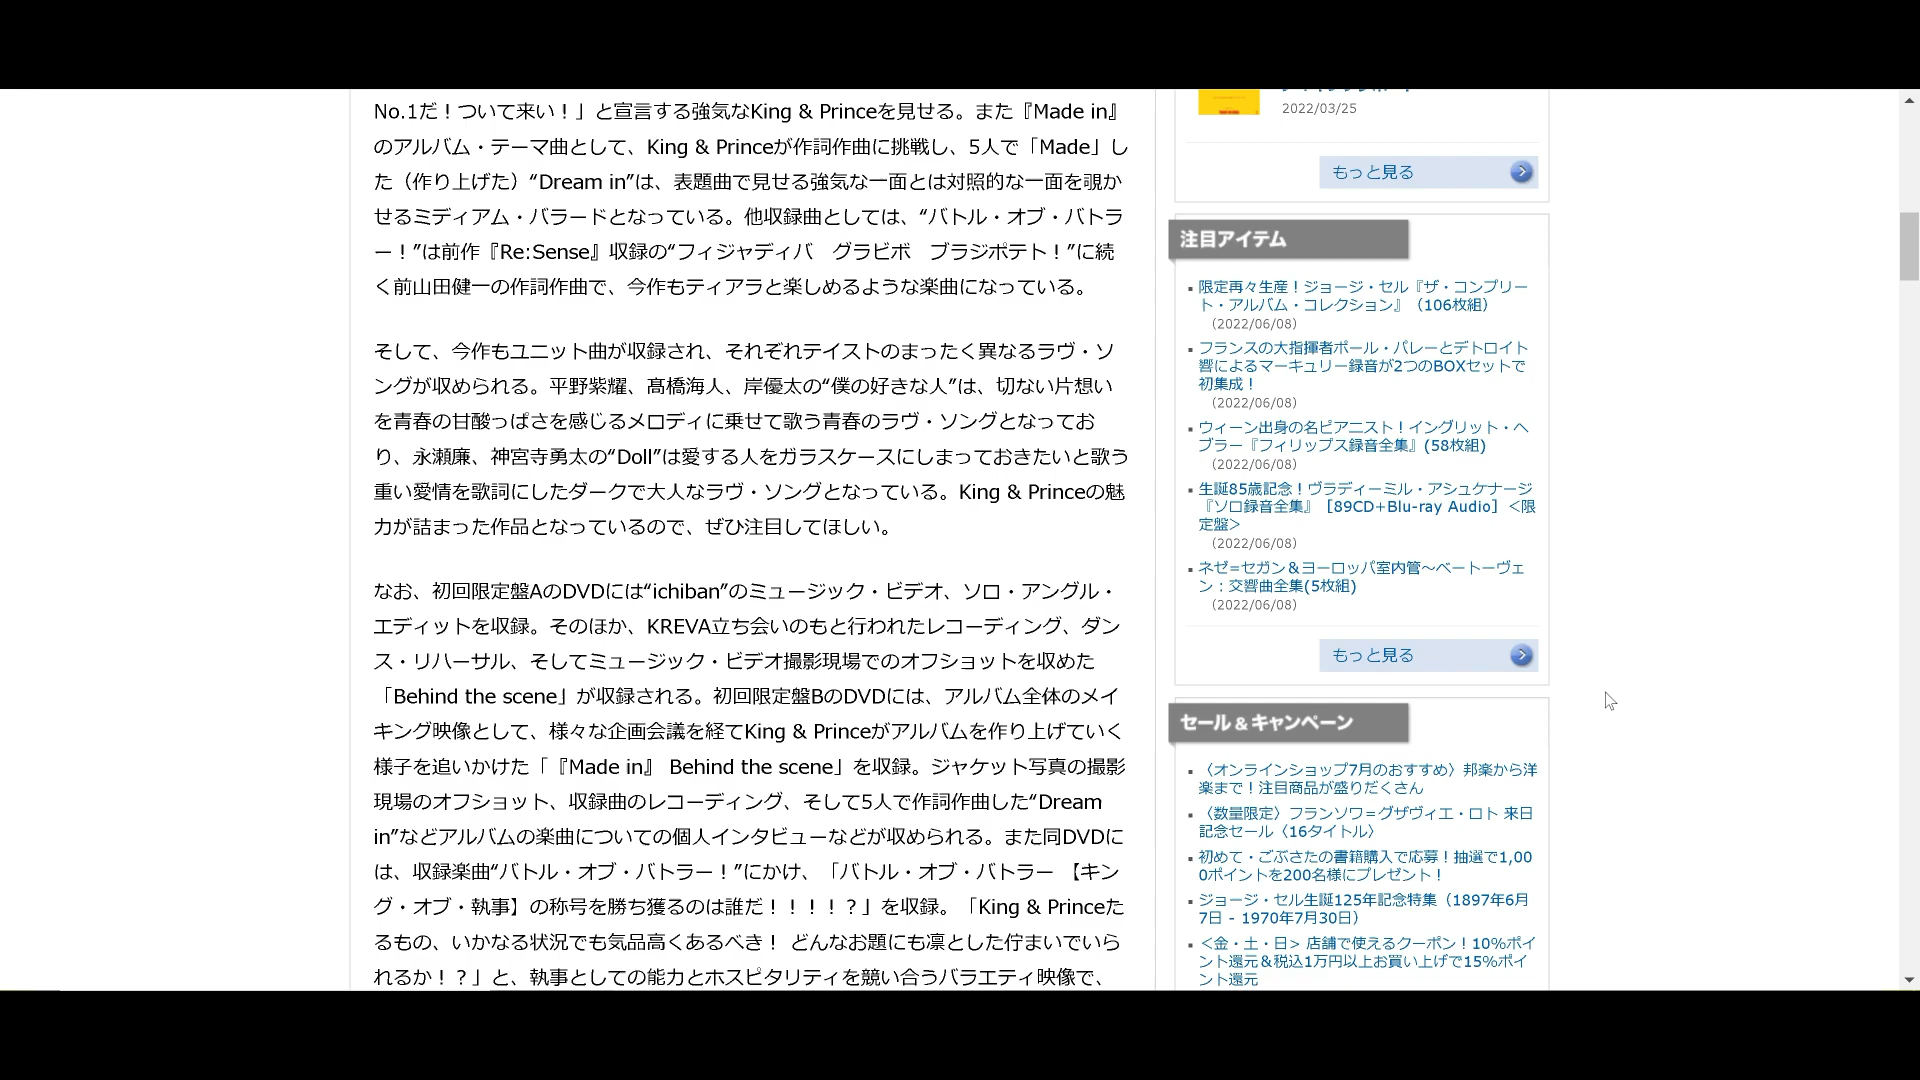 No.1だ！ついて来い！」と宣言する強気なKing & Princeを見せる。また『Made in』
のアルバム・テーマ曲として、King & Princeが作詞作曲に挑戦し、5人で「Made」し
た（作り上げた）“Dream in”は、表題曲で見せる強気な一面とは対照的な一面を覗か
せるミディアム・バラードとなっている。他収録曲としては、“バトル・オブ・バトラ
ー！”は前作『Re:Sense』収録の“フィジャディバ　グラビボ　ブラジポテト！”に続
く前山田健一の作詞作曲で、今作もティアラと楽しめるような楽曲になっている。
そして、今作もユニット曲が収録され、それぞれテイストのまったく異なるラヴ・ソ
ングが収められる。平野紫耀、髙橋海人、岸優太の“僕の好きな人”は、切ない片想い
を青春の甘酸っぱさを感じるメロディに乗せて歌う青春のラヴ・ソングとなってお
り、永瀬廉、神宮寺勇太の“Doll”は愛する人をガラスケースにしまっておきたいと歌う
重い愛情を歌詞にしたダークで大人なラヴ・ソングとなっている。King & Princeの魅
力が詰まった作品となっているので、ぜひ注目してほしい。
なお、初回限定盤AのDVDには“ichiban”のミュージック・ビデオ、ソロ・アングル・
エディットを収録。そのほか、KREVA立ち会いのもと行われたレコーディング、ダン
ス・リハーサル、そしてミュージック・ビデオ撮影現場でのオフショットを収めた
「Behind the scene」が収録される。初回限定盤BのDVDには、アルバム全体のメイ
キング映像として、様々な企画会議を経てKing & Princeがアルバムを作り上げていく
様子を追いかけた「『Made in』 Behind the scene」を収録。ジャケット写真の撮影
現場のオフショット、収録曲のレコーディング、そして5人で作詞作曲した“Dream
in”などアルバムの楽曲についての個人インタビューなどが収められる。また同DVDに
は、収録楽曲“バトル・オブ・バトラー！”にかけ、「バトル・オブ・バトラー 【キン
グ・オブ・執事】の称号を勝ち獲るのは誰だ！！！！？」を収録。「King & Princeた
るもの、いかなる状況でも気品高くあるべき！ どんなお題にも凛とした佇まいでいら
れるか！？」と、執事としての能力とホスピタリティを競い合うバラエティ映像で、
2022/03/25
もっと見る
注目アイテム
限定再々生産！ジョージ・セル『ザ・コンプリー
ト・アルバム・コレクション』（106枚組）
（2022/06/08）
フランスの大指揮者ポール・パレーとデトロイト
響によるマーキュリー録音が2つのBOXセットで
初集成！
（2022/06/08）
ウィーン出身の名ピアニスト！イングリット・ヘ
ブラー『フィリップス録音全集』(58枚組)
（2022/06/08）
生誕85歳記念！ヴラディーミル・アシュケナージ
『ソロ録音全集』［89CD+Blu-ray Audio］＜限
定盤＞
（2022/06/08）
ネゼ=セガン＆ヨーロッパ室内管～ベートーヴェ
ン：交響曲全集(5枚組)
（2022/06/08）
もっと見る
セール＆キャンペーン
〈オンラインショップ7月のおすすめ〉邦楽から洋
楽まで！注目商品が盛りだくさん
〈数量限定〉フランソワ＝グザヴィエ・ロト 来日
記念セール〈16タイトル〉
初めて・ごぶさたの書籍購入で応募！抽選で1,00
0ポイントを200名様にプレゼント！
ジョージ・セル生誕125年記念特集（1897年6月
7日 - 1970年7月30日）
＜金・土・日＞ 店舗で使えるクーポン！10％ポイ
ント還元＆税込1万円以上お買い上げで15％ポイ
ント還元